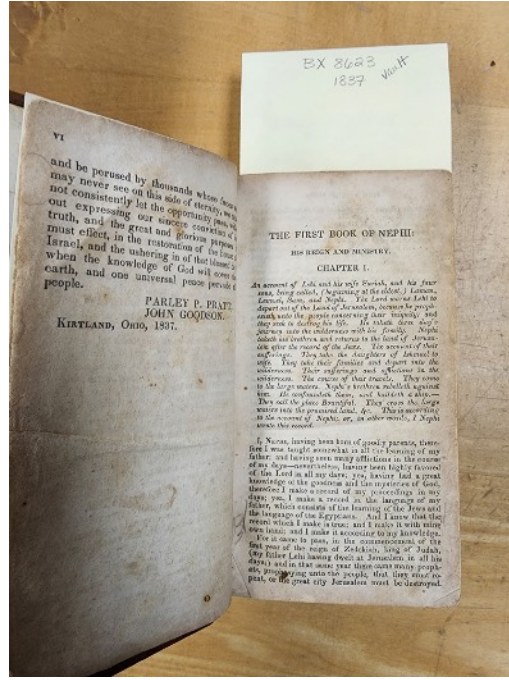 BX 8623
1837
vault
VI
and be perused by thousands whose
may never see on this side of eternity, we
not consistently let the opportunity pass, with-
out expressing our sincere conviction of
truth, and the great and glorious purposes
must effect, in the restoration of the house
Israel, and the ushering in of that blessed
when the knowledge of God will cover the
earth, and one universal peace pervade
people.
PARLEY P. PRATT,
JOHN GOODSON.
KIRTLAND, OHIO, 1837.
THE FIRST BOOK OF NEPHI:
HIS REIGN AND MINISTRY.
CHAPTER I.
An account of Lehi and his wife Sariah, and his four
sons, being called, (beginning at the eldest,) Laman,
Lemuel, Sam, and Nephi. The Lord warns Lehi to
depart out of the Land of Jerusalem, because he proph-
esieth unto the people concerning their iniquity; and
they seek to destroy his life. He taketh three days'
journey into the wilderness with his family. Nephi
taketh his brethren and returns to the land of Jerusa-
lem after the record of the Jews. The account of their
sufferings. They take the daughters of Ishmael to
wife. They take their families and depart into the
wilderness. Their sufferings and afflictions in the
wilderness. The course of their travels. They come
to the large waters. Nephi's brethren rebelleth against
him. He confoundeth them, and buildeth a ship.—
They call the place Bountiful. They cross the large
waters into the promised land, &c. This is according
to the account of Nephi; or, in other words, I Nephi
wrote this record.
I, NEPHI, having been born of goodly parents, there-
fore I was taught somewhat in all the learning of my
father; and having seen many afflictions in the course
of my days—nevertheless, having been highly favored
of the Lord in all my days; yea, having had a great
knowledge of the goodness and the mysteries of God,
therefore I make a record of my proceedings in my
days; yea, I make a record in the language of my
father, which consists of the learning of the Jews and
the language of the Egyptians. And I know that the
record which I make is true; and I make it with mine
own hand; and I make it according to my knowledge.
For it came to pass, in the commencement of the
first year of the reign of Zedekiah, king of Judah,
(my father Lehi having dwelt at Jerusalem in all his
days;) and in that same year there came many proph-
ets, prophesying unto the people, that they must re-
pent, or the great city Jerusalem must be destroyed.